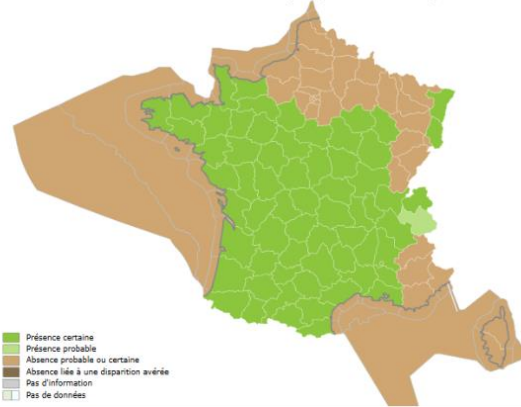 Présence certaine
Présence probable
Absence probable ou certaine
Absence liée à une disparition avérée
Pas d'information
Pas de données